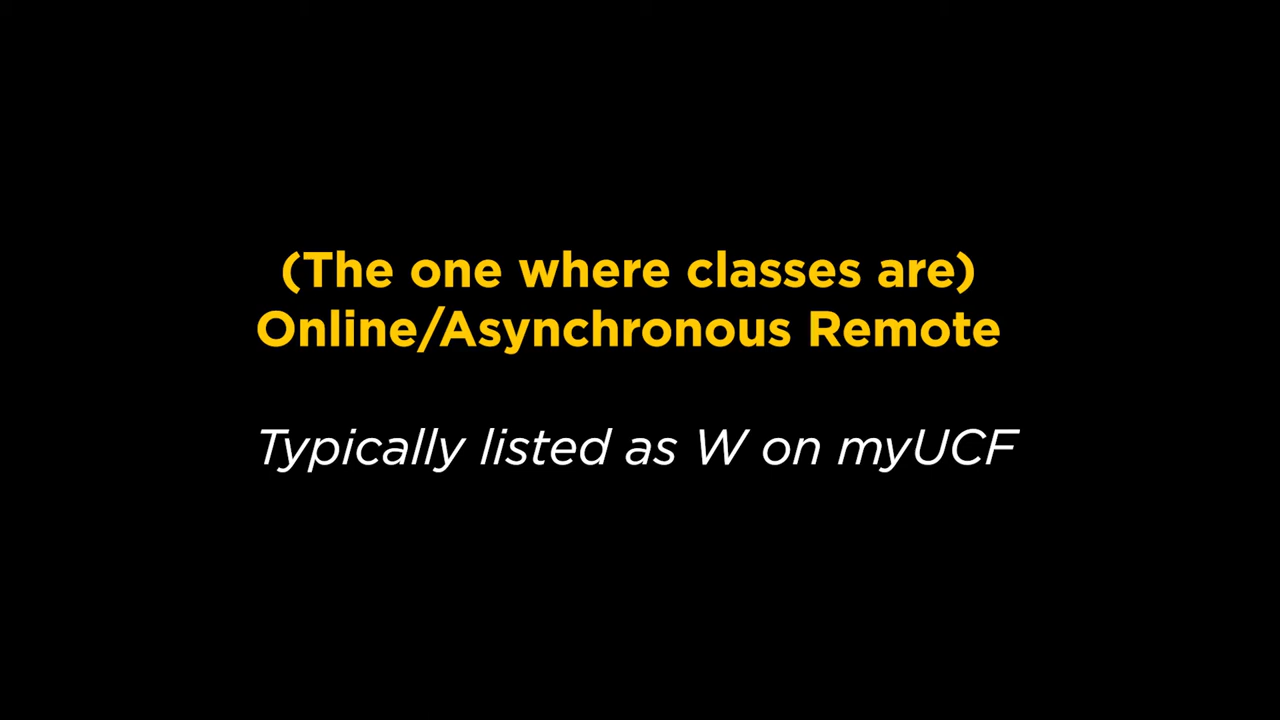 (The one where classes are)
Online/Asynchronous Remote
Typically listed as W on myUCF